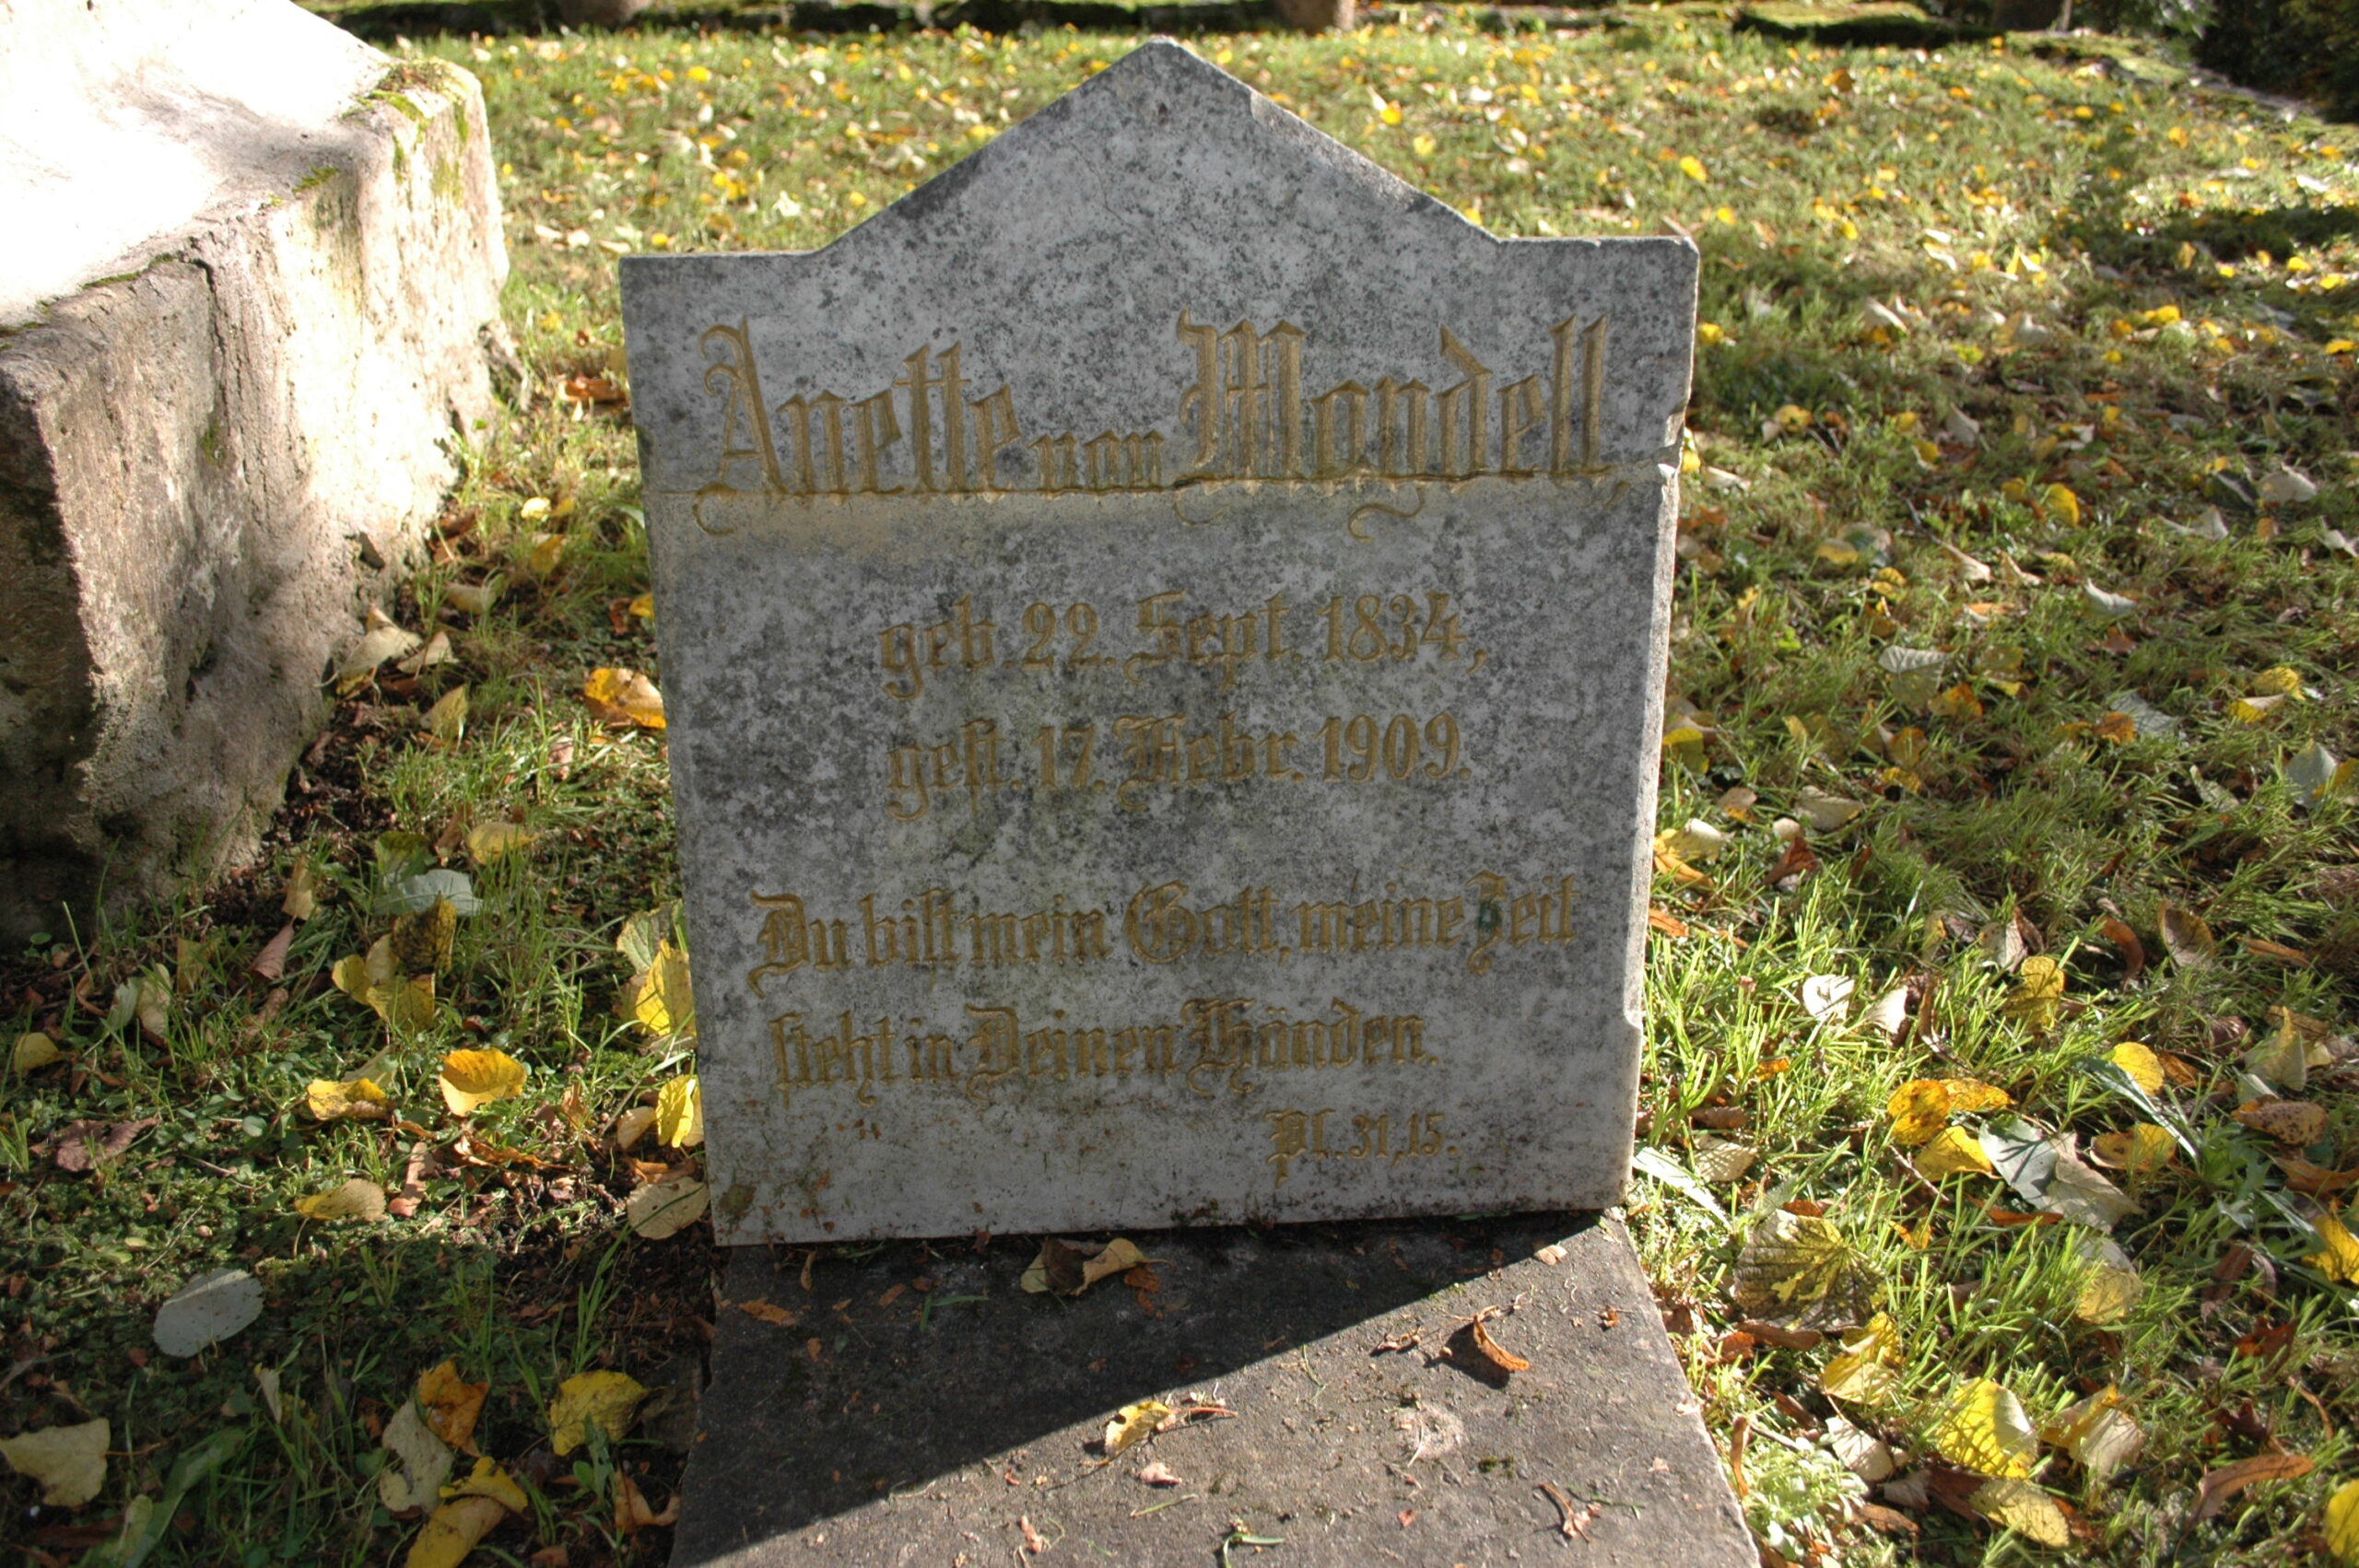 Anette von Mandell,
geb. 22. Sept. 1834,
gest. 17. Febr. 1909.
Du bist mein Gott, meine Zeit
steht in Deinen Händen.
Ps. 31,15.